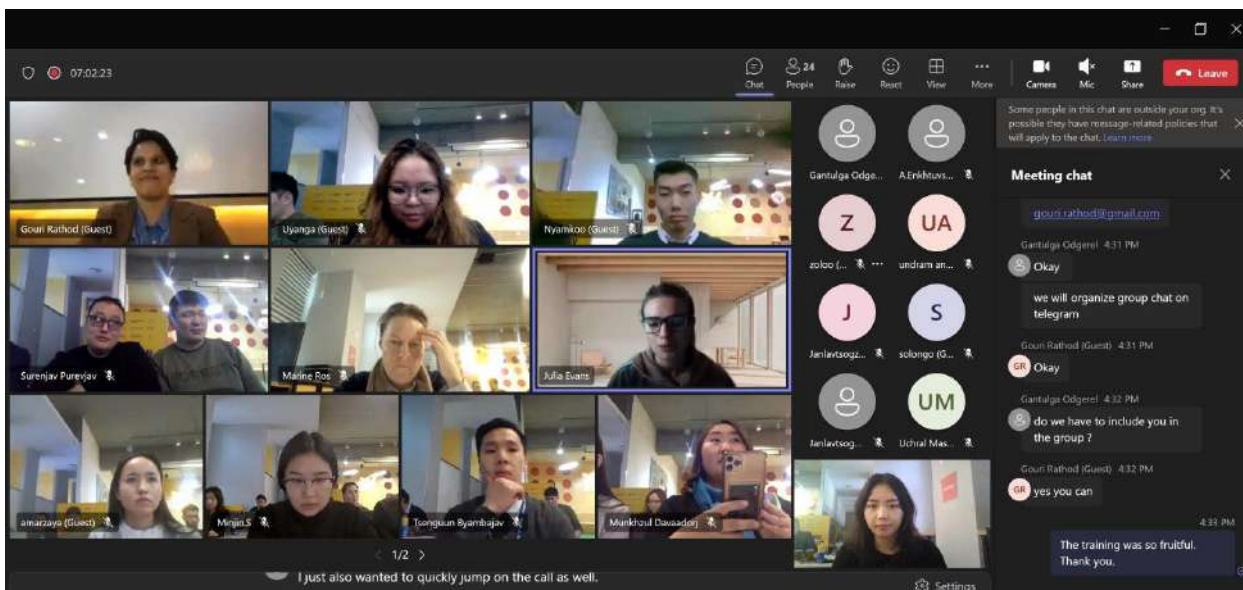 07:02:23
24
Chat People Raise React View More Camera Mic Share Leave
Some people in this chat are outside your org. It's
possible they have message-related policies that
will apply to the chat. Learn more
Meeting chat
gouri.rathod@gmail.com
Gantulga Odgerel 4:31 PM
Okay
we will organize group chat on
telegram
Gouri Rathod (Guest) 4:31 PM
GR Okay
Gantulga Odgerel 4:32 PM
do we have to include you in
the group ?
Gouri Rathod (Guest) 4:32 PM
GR yes you can
4:33 PM
The training was so fruitful.
Thank you.
Gouri Rathod (Guest)
Uyanga (Guest)
Nyamkoo (Guest)
Surenjav Purevjav
Marine Ros
Julia Evans
amarzaya (Guest)
Minjin.S
Tsenguun Byambajav
Munkhzul Davaadorj
Gantulga Odge... A.Enkhtuvs...
Z UA
zoloo (... undram an...
J S
Janlavtsogz... solongo (G...
UM
Janlavtsog... Uchral Mas...
1/2
I just also wanted to quickly jump on the call as well.
Settings